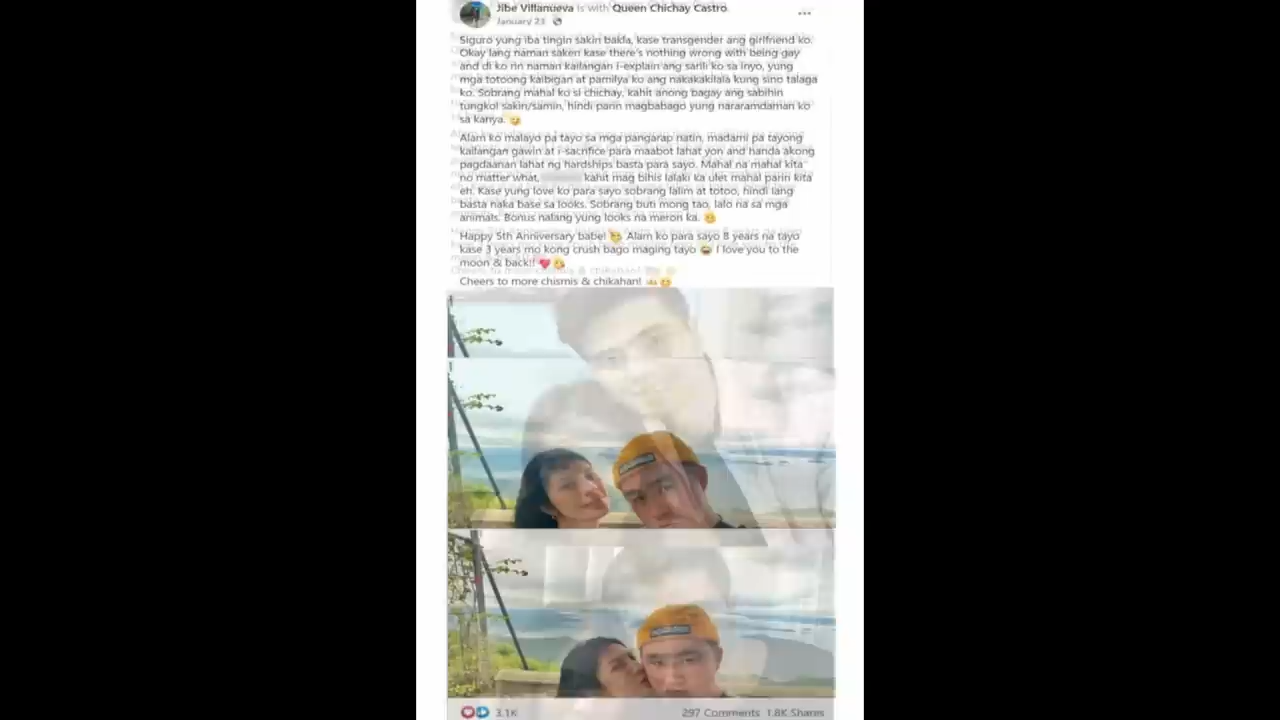 Jibe Villanueva is with Queen Chichay Castro.
January 23
Siguro yung iba tingin sakin bakla, kase transgender ang girlfriend ko.
Okay lang naman saken kase there's nothing wrong with being gay
and di ko rin naman kailangan i-explain ang sarili ko sa inyo, yung
mga totoong kaibigan at pamilya ko ang nakakakilala kung sino talaga
ko. Sobrang mahal ko si chichay, kahit anong bagay ang sabihin
tungkol sakin/samin, hindi parin magbabago yung nararamdaman ko
sa kanya.
Alam ko malayo pa tayo sa mga pangarap natin, madami pa tayong
kailangan gawin at i-sacrifice para maabot lahat yon and handa akong
pagdaanan lahat ng hardships basta para sayo. Mahal na mahal kita
no matter what, kahit mag bihis lalaki ka ulet mahal parin kita
eh. Kase yung love ko para sayo sobrang lalim at totoo, hindi lang
basta naka base sa looks. Sobrang buti mong tao, lalo na sa mga
animals. Bonus nalang yung looks na meron ka.
Happy 5th Anniversary babe! Alam ko para sayo 8 years na tayo
kase 3 years mo kong crush bago maging tayo I love you to the
moon & back!!
Cheers to more chismis & chikahan!
3.1K 297 Comments 1.8K Shares